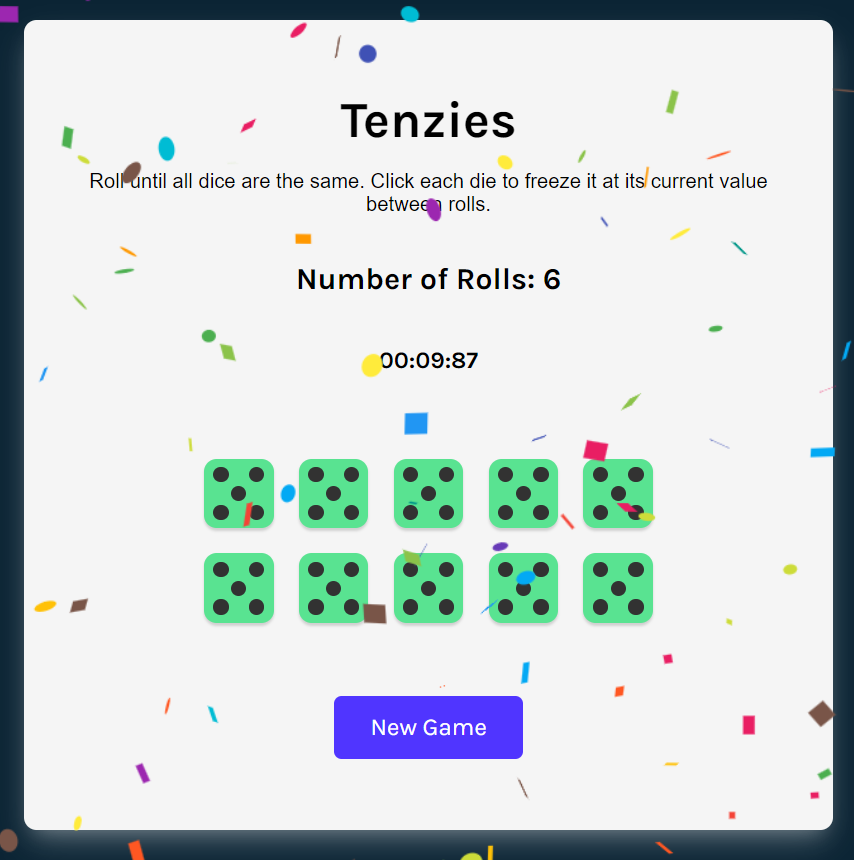 Tenzies
Roll until all dice are the same. Click each die to freeze it at its current value
between rolls.
Number of Rolls: 6
00:09:87
New Game